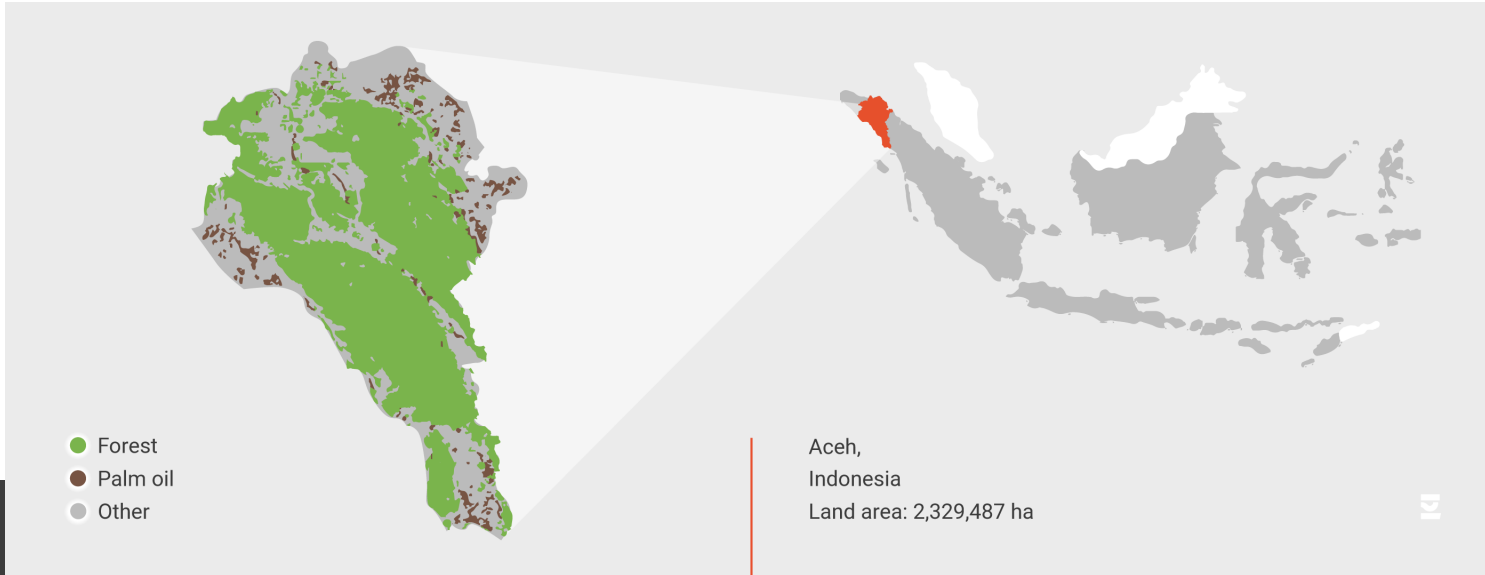 Forest
Palm oil
Other
Aceh,
Indonesia
Land area: 2,329,487 ha